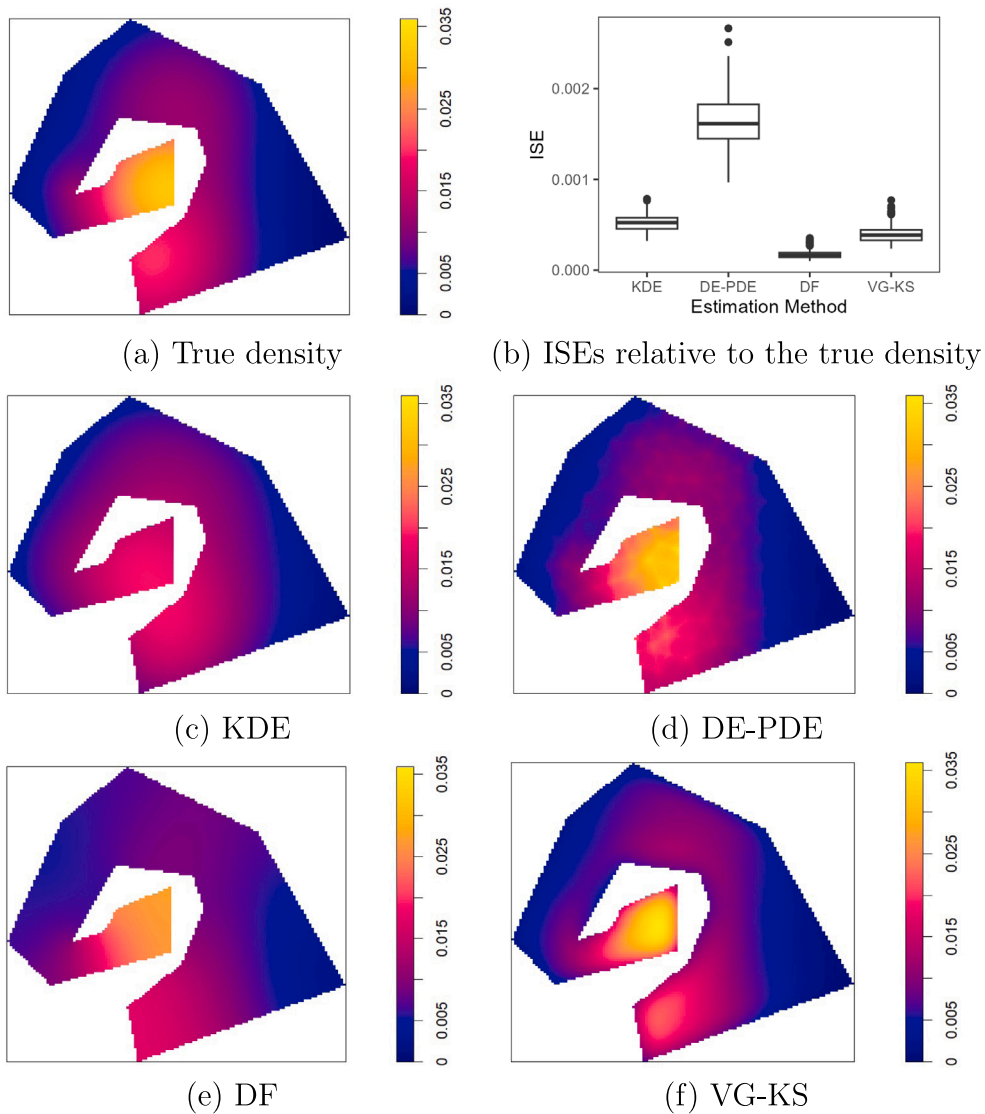 0 0.005 0.015 0.025 0.035
(a) True density
ISE
0.002
0.001
0.000
KDE DE-PDE DF VG-KS
Estimation Method
(b) ISEs relative to the true density
0 0.005 0.015 0.025 0.035
(c) KDE
0 0.005 0.015 0.025 0.035
(d) DE-PDE
0 0.005 0.015 0.025 0.035
(e) DF
0 0.005 0.015 0.025 0.035
(f) VG-KS